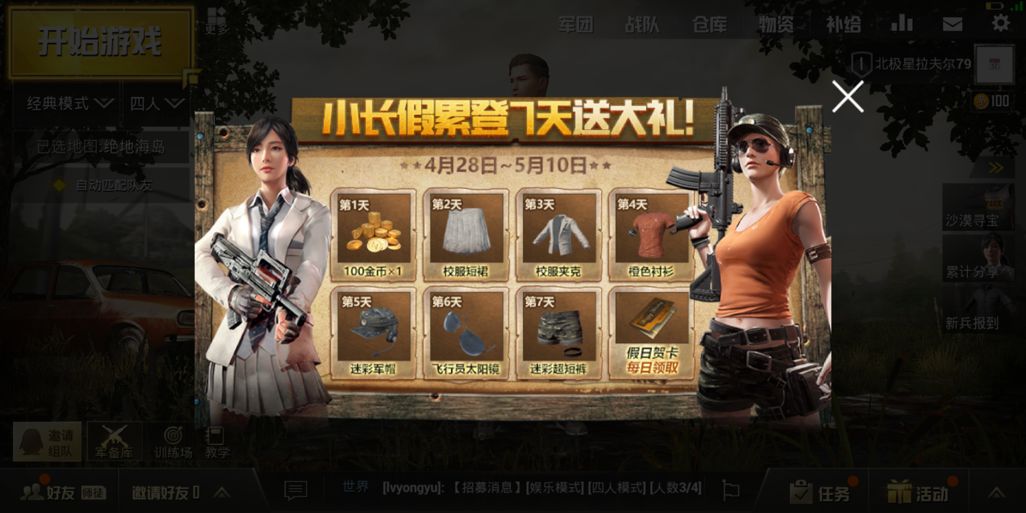 开始游戏
更多
军团 战队 仓库 物资 补给
北极星拉夫尔79
经典模式 四人
100
已选地图:绝地海岛
自动匹配队友
小长假累登7天送大礼!
4月28日~5月10日
第1天 第2天 第3天 第4天
100金币×1 校服短裙 校服夹克 橙色衬衫
第5天 第6天 第7天
迷彩军帽 飞行员太阳镜 迷彩超短裤 假日贺卡
每日领取
沙漠寻宝
累计分享
新兵报到
邀请
组队
军备库 训练场 教学
好友 师徒 邀请好友0 世界 [lvyongyu]: 【招募消息】[娱乐模式] [四人模式] [人数3/4] 任务 活动